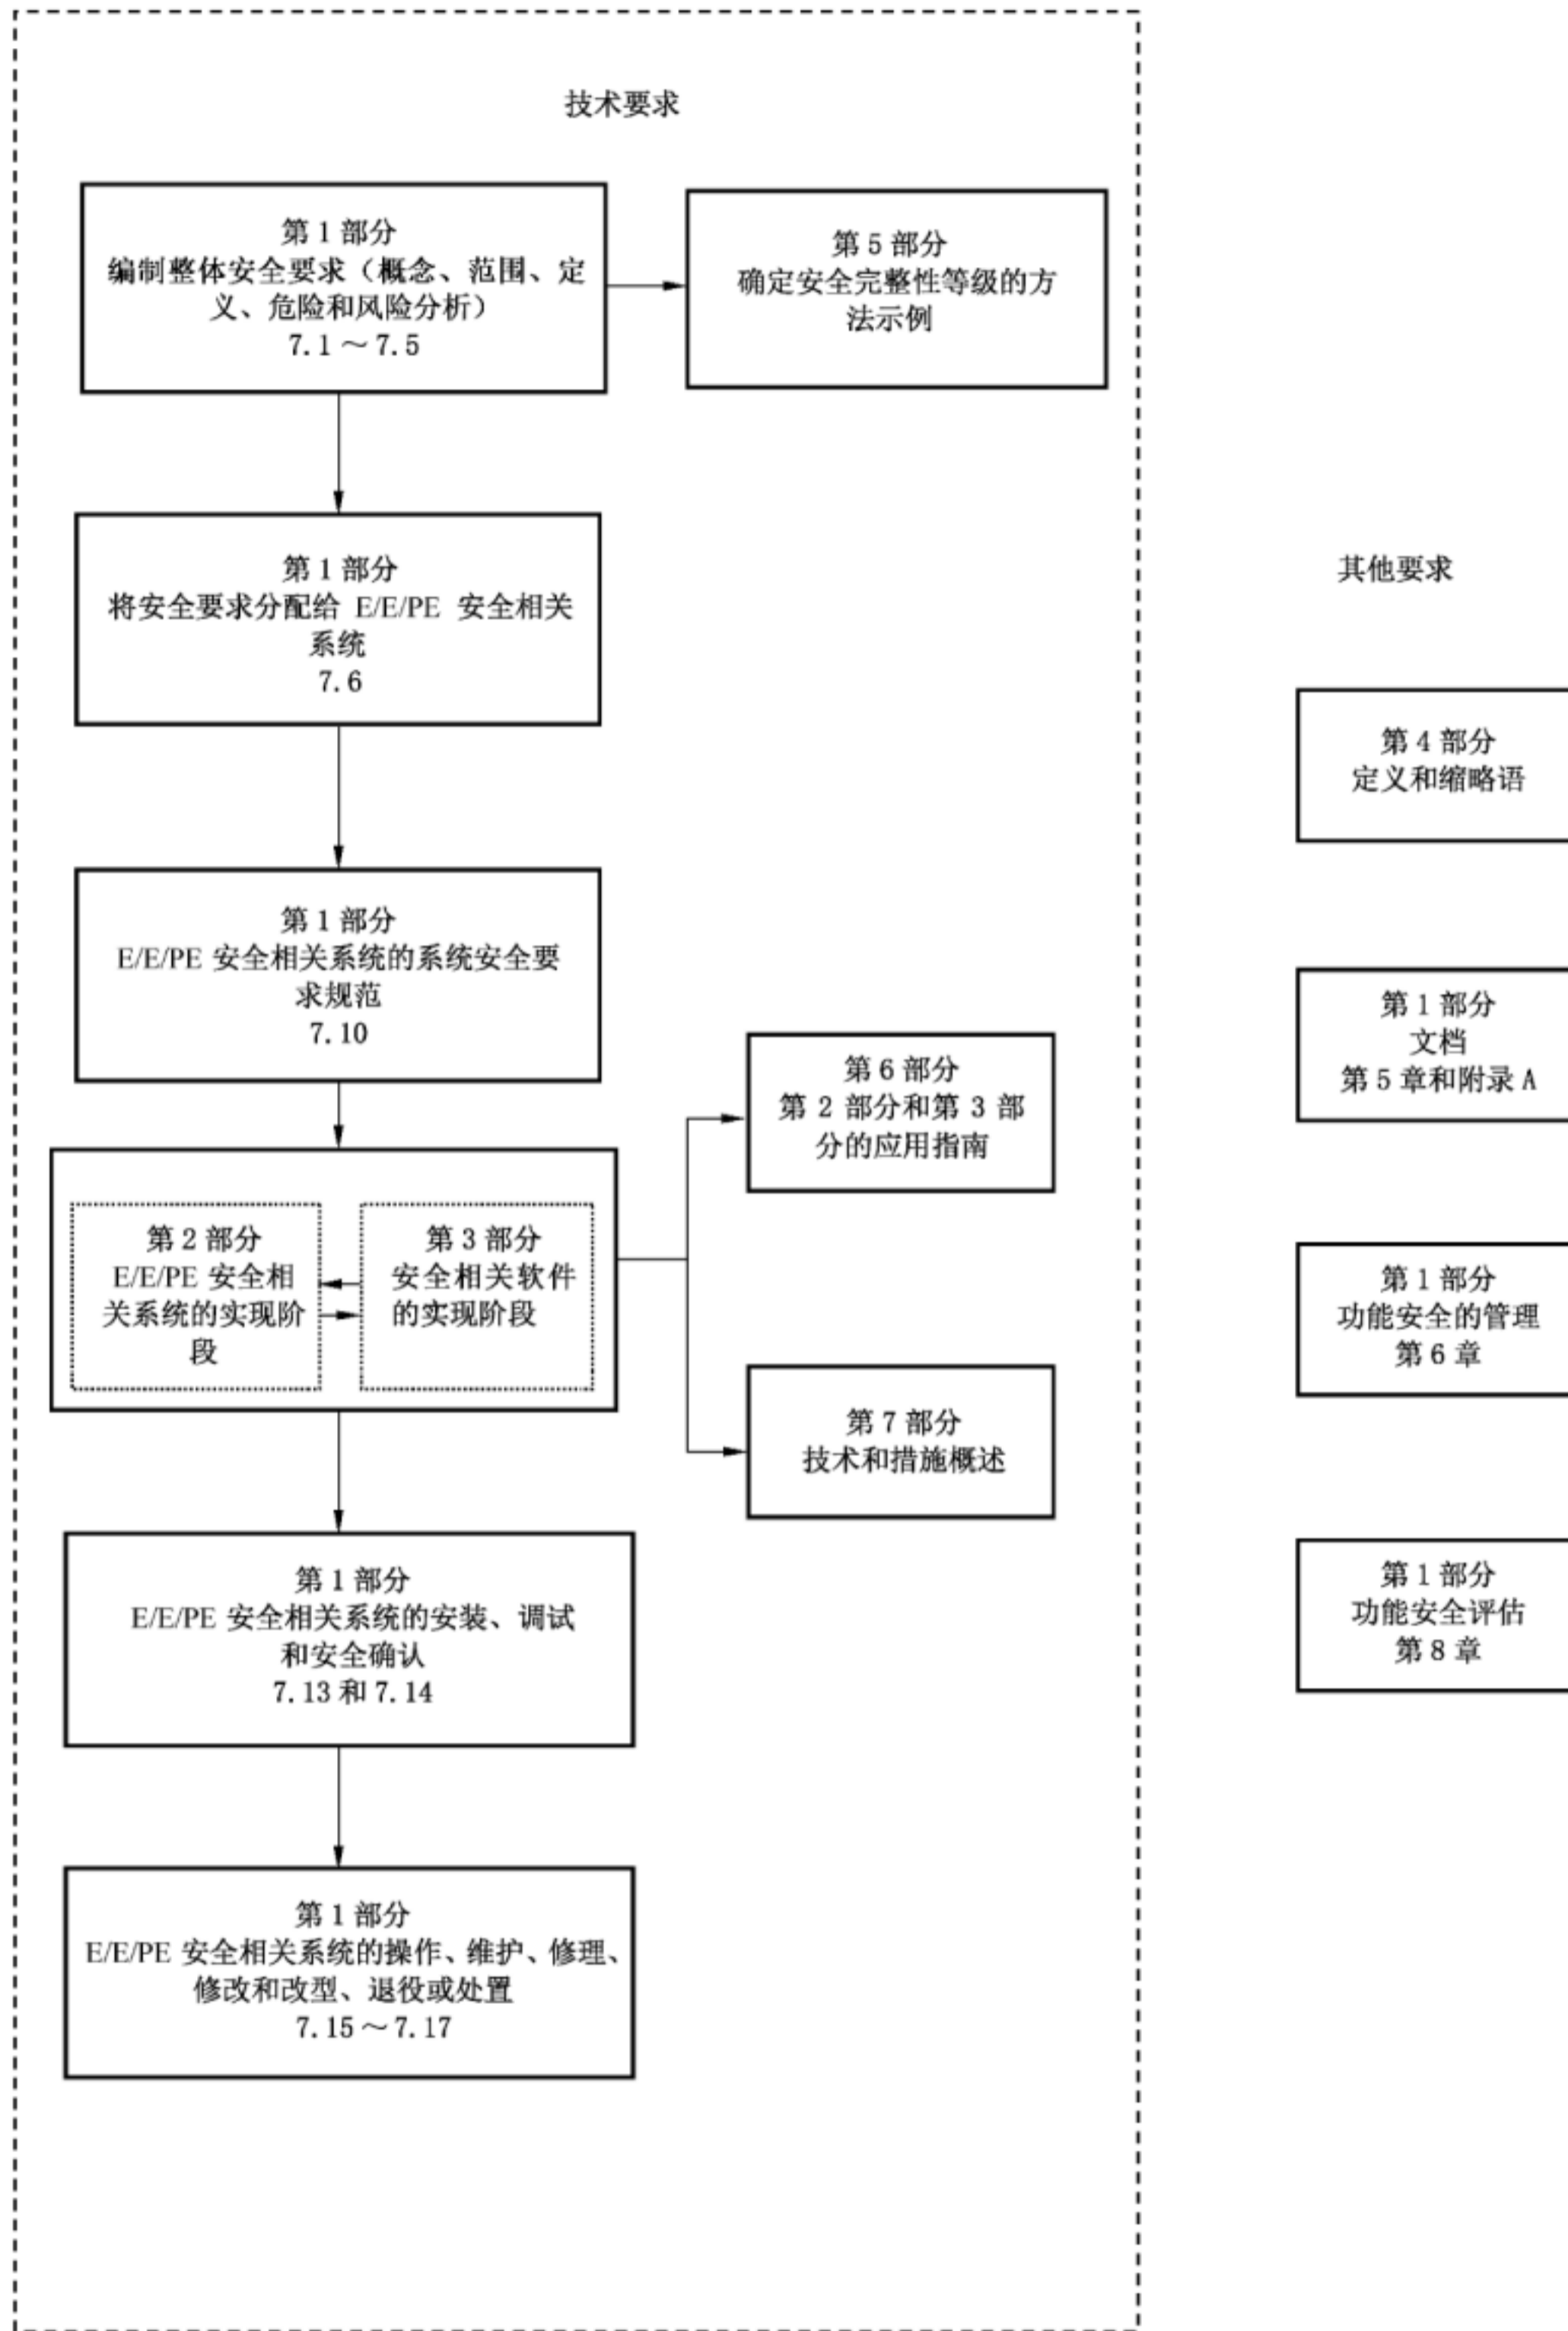 技术要求
第 1 部分
编制整体安全要求（概念、范围、定
义、危险和风险分析）
7.1～7.5
第 5 部分
确定安全完整性等级的方
法示例
第 1 部分
将安全要求分配给 E/E/PE 安全相关
系统
7.6
第 1 部分
E/E/PE 安全相关系统的系统安全要
求规范
7.10
第 6 部分
第 2 部分和第 3 部
分的应用指南
第 2 部分
E/E/PE 安全相
关系统的实现阶
段
第 3 部分
安全相关软件
的实现阶段
第 7 部分
技术和措施概述
第 1 部分
E/E/PE 安全相关系统的安装、调试
和安全确认
7.13 和 7.14
第 1 部分
E/E/PE 安全相关系统的操作、维护、修理、
修改和改型、退役或处置
7.15～7.17
其他要求
第 4 部分
定义和缩略语
第 1 部分
文档
第 5 章和附录 A
第 1 部分
功能安全的管理
第 6 章
第 1 部分
功能安全评估
第 8 章